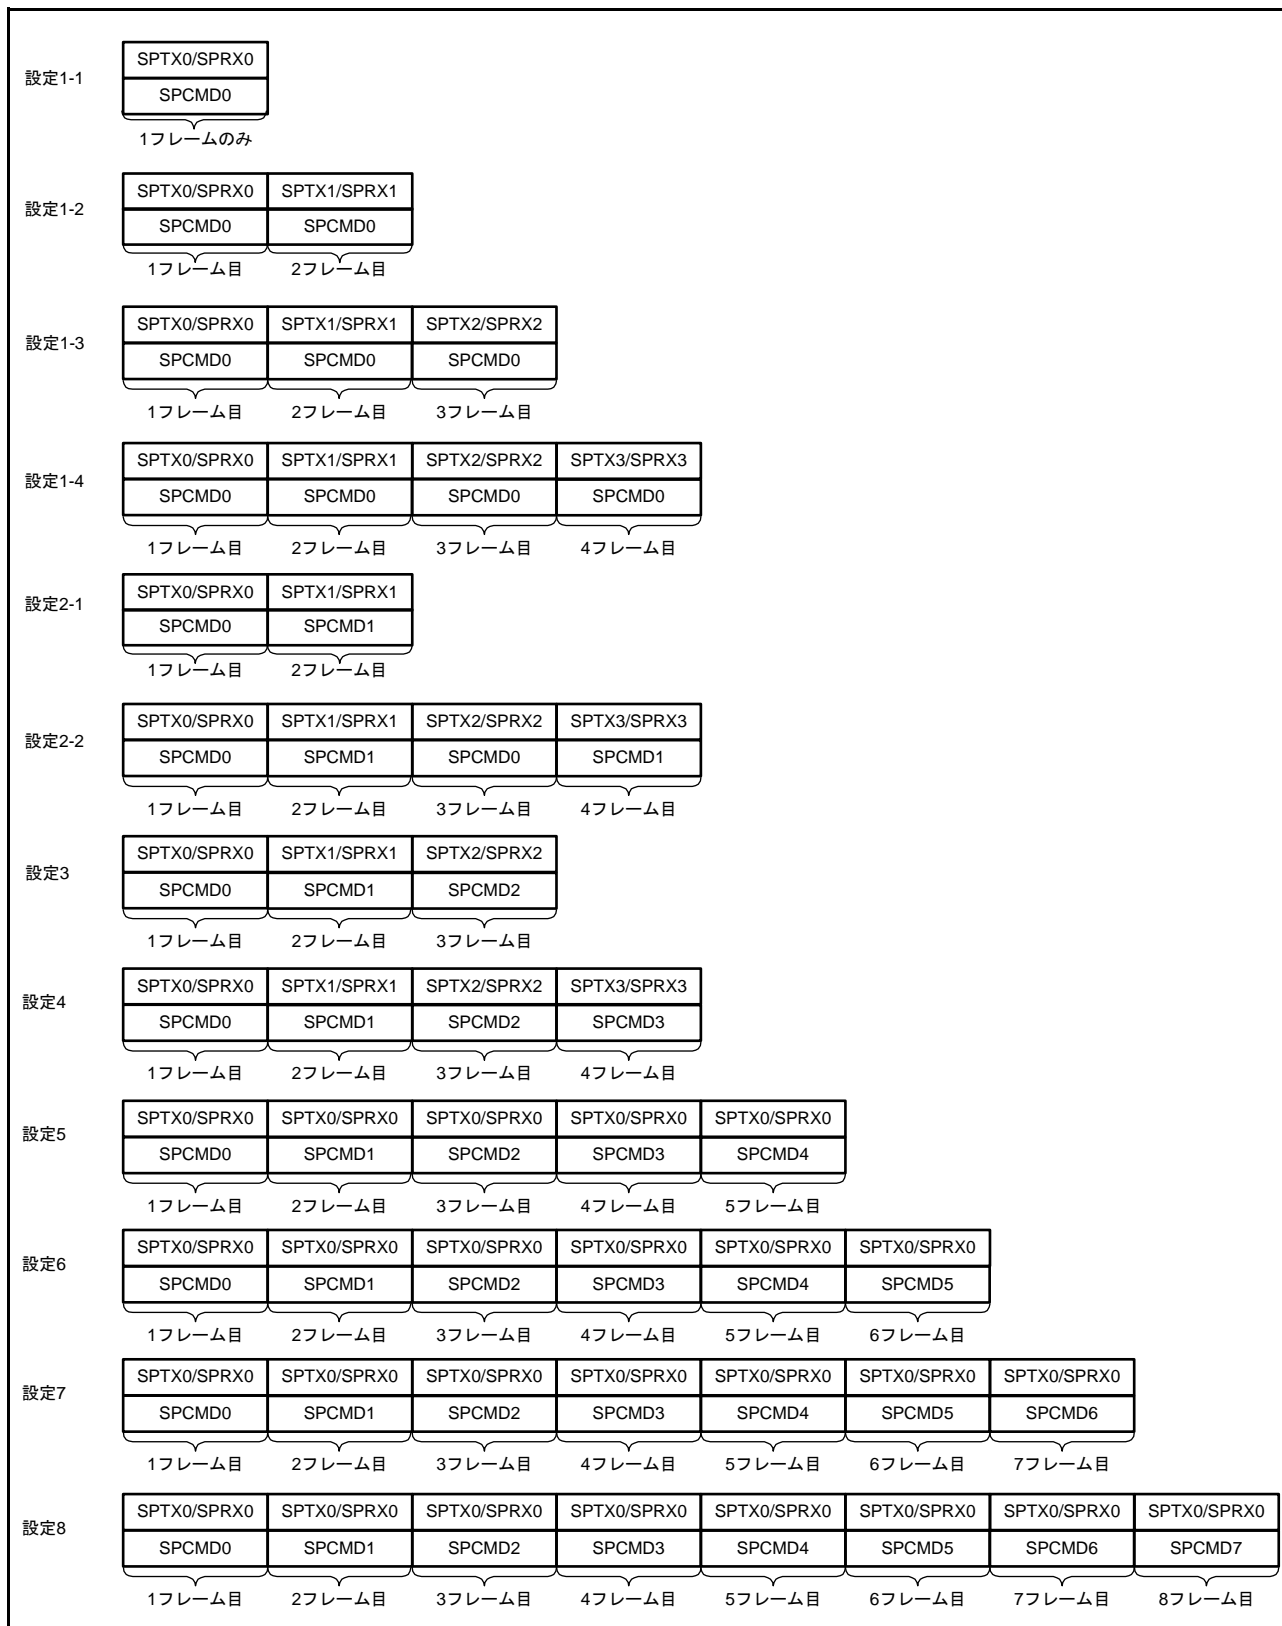 設定1-1
SPTX0/SPRX0
SPCMD0
1フレームのみ
設定1-2
SPTX0/SPRX0 SPTX1/SPRX1
SPCMD0 SPCMD0
1フレーム目 2フレーム目
設定1-3
SPTX0/SPRX0 SPTX1/SPRX1 SPTX2/SPRX2
SPCMD0 SPCMD0 SPCMD0
1フレーム目 2フレーム目 3フレーム目
設定1-4
SPTX0/SPRX0 SPTX1/SPRX1 SPTX2/SPRX2 SPTX3/SPRX3
SPCMD0 SPCMD0 SPCMD0 SPCMD0
1フレーム目 2フレーム目 3フレーム目 4フレーム目
設定2-1
SPTX0/SPRX0 SPTX1/SPRX1
SPCMD0 SPCMD1
1フレーム目 2フレーム目
設定2-2
SPTX0/SPRX0 SPTX1/SPRX1 SPTX2/SPRX2 SPTX3/SPRX3
SPCMD0 SPCMD1 SPCMD0 SPCMD1
1フレーム目 2フレーム目 3フレーム目 4フレーム目
設定3
SPTX0/SPRX0 SPTX1/SPRX1 SPTX2/SPRX2
SPCMD0 SPCMD1 SPCMD2
1フレーム目 2フレーム目 3フレーム目
設定4
SPTX0/SPRX0 SPTX1/SPRX1 SPTX2/SPRX2 SPTX3/SPRX3
SPCMD0 SPCMD1 SPCMD2 SPCMD3
1フレーム目 2フレーム目 3フレーム目 4フレーム目
設定5
SPTX0/SPRX0 SPTX0/SPRX0 SPTX0/SPRX0 SPTX0/SPRX0 SPTX0/SPRX0
SPCMD0 SPCMD1 SPCMD2 SPCMD3 SPCMD4
1フレーム目 2フレーム目 3フレーム目 4フレーム目 5フレーム目
設定6
SPTX0/SPRX0 SPTX0/SPRX0 SPTX0/SPRX0 SPTX0/SPRX0 SPTX0/SPRX0 SPTX0/SPRX0
SPCMD0 SPCMD1 SPCMD2 SPCMD3 SPCMD4 SPCMD5
1フレーム目 2フレーム目 3フレーム目 4フレーム目 5フレーム目 6フレーム目
設定7
SPTX0/SPRX0 SPTX0/SPRX0 SPTX0/SPRX0 SPTX0/SPRX0 SPTX0/SPRX0 SPTX0/SPRX0 SPTX0/SPRX0
SPCMD0 SPCMD1 SPCMD2 SPCMD3 SPCMD4 SPCMD5 SPCMD6
1フレーム目 2フレーム目 3フレーム目 4フレーム目 5フレーム目 6フレーム目 7フレーム目
設定8
SPTX0/SPRX0 SPTX0/SPRX0 SPTX0/SPRX0 SPTX0/SPRX0 SPTX0/SPRX0 SPTX0/SPRX0 SPTX0/SPRX0 SPTX0/SPRX0
SPCMD0 SPCMD1 SPCMD2 SPCMD3 SPCMD4 SPCMD5 SPCMD6 SPCMD7
1フレーム目 2フレーム目 3フレーム目 4フレーム目 5フレーム目 6フレーム目 7フレーム目 8フレーム目